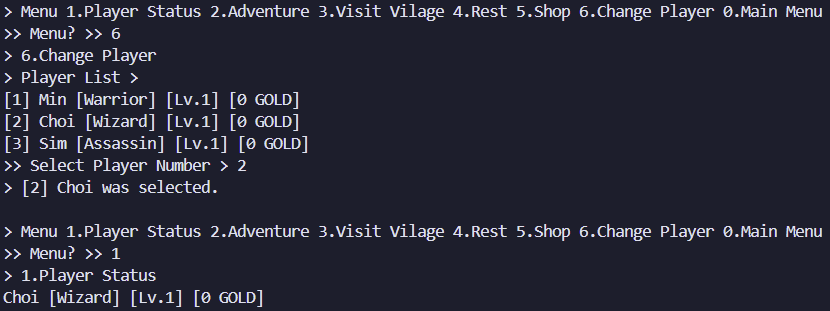 > Menu 1.Player Status 2.Adventure 3.Visit Vilage 4.Rest 5.Shop 6.Change Player 0.Main Menu
>> Menu? >> 6
> 6.Change Player
> Player List >
[1] Min [Warrior] [Lv.1] [0 GOLD]
[2] Choi [Wizard] [Lv.1] [0 GOLD]
[3] Sim [Assassin] [Lv.1] [0 GOLD]
>> Select Player Number > 2
> [2] Choi was selected.
> Menu 1.Player Status 2.Adventure 3.Visit Vilage 4.Rest 5.Shop 6.Change Player 0.Main Menu
>> Menu? >> 1
> 1.Player Status
Choi [Wizard] [Lv.1] [0 GOLD]